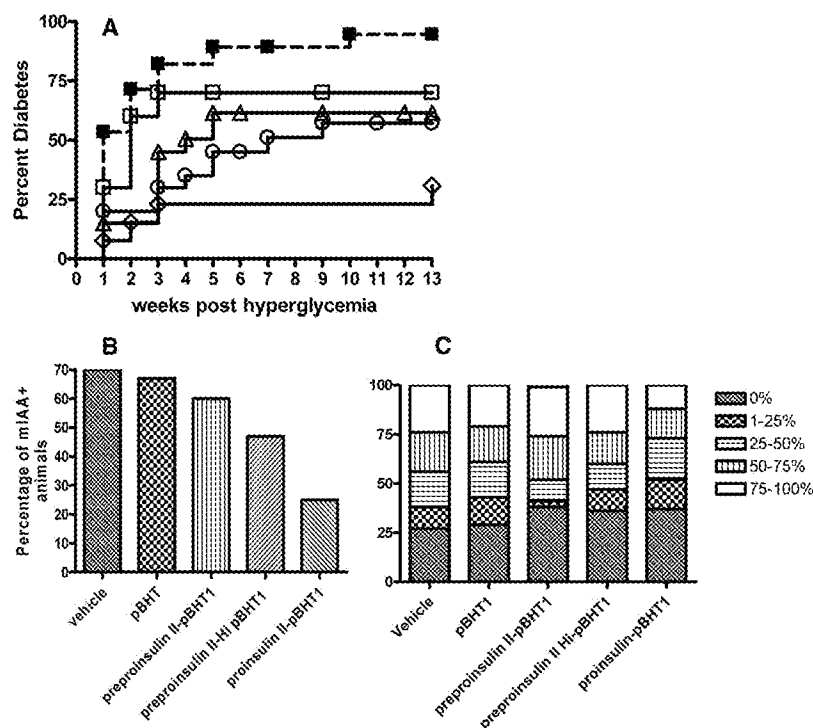 A
100
75
50
25
0
Percent Diabetes
0 1 2 3 4 5 6 7 8 9 10 11 12 13
weeks post hyperglycemia
B
70
60
50
40
30
20
10
0
Percentage of mIAA+
animals
vehicle
pBHT
preproinsulin II-pBHT1
preproinsulin II-Hi pBHT1
proinsulin II-pBHT1
C
100
75
50
25
0
Vehicle
pBHT1
preproinsulin II-pBHT1
preproinsulin II Hi-pBHT1
proinsulin-pBHT1
0%
1-25%
25-50%
50-75%
75-100%